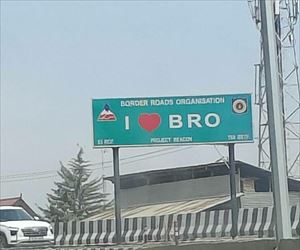 BORDER ROADS ORGANISATION
I ❤ BRO
PROJECT BEACON